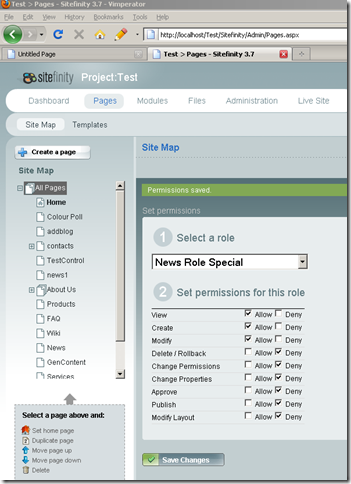 Test > Pages - Sitefinity 3.7 - Vimperator
File Edit View History Bookmarks Tools Help
http://localhost/Test/Sitefinity/Admin/Pages.aspx
Untitled Page
Test > Pages - Sitefinity 3.7
sitefinity Project:Test
Dashboard Pages Modules Files Administration Live Site
Site Map Templates
Create a page
Site Map
All Pages
Home
Colour Poll
addblog
contacts
TestControl
news1
About Us
Products
FAQ
Wiki
News
GenContent
Services
Select a page above and:
Set home page
Duplicate page
Move page up
Move page down
Delete
Site Map
Permissions saved.
Set permissions
1 Select a role
News Role Special
2 Set permissions for this role
View Allow Deny
Create Allow Deny
Modify Allow Deny
Delete / Rollback Allow Deny
Change Permissions Allow Deny
Change Properties Allow Deny
Approve Allow Deny
Publish Allow Deny
Modify Layout Allow Deny
Save Changes